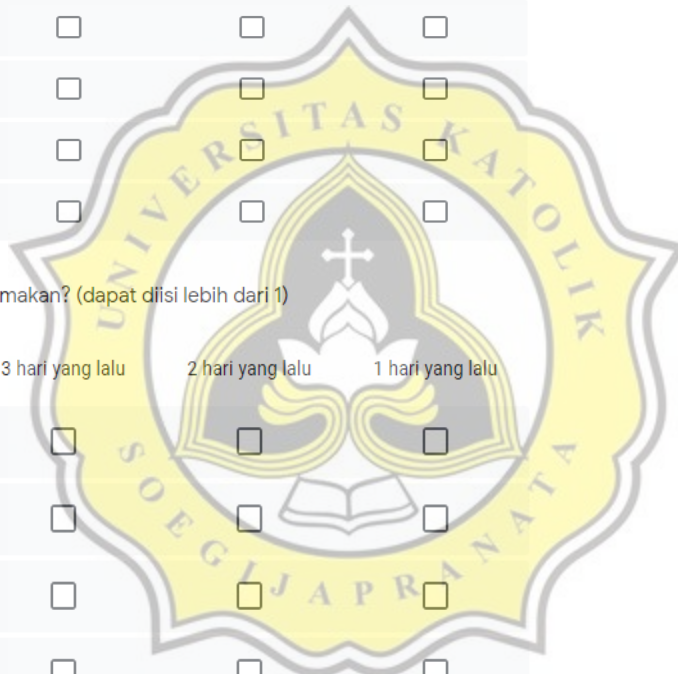 UNIVERSITAS KATOLIK
makan? (dapat diisi lebih dari 1)
3 hari yang lalu 2 hari yang lalu 1 hari yang lalu
SOEGIJAPRANATA